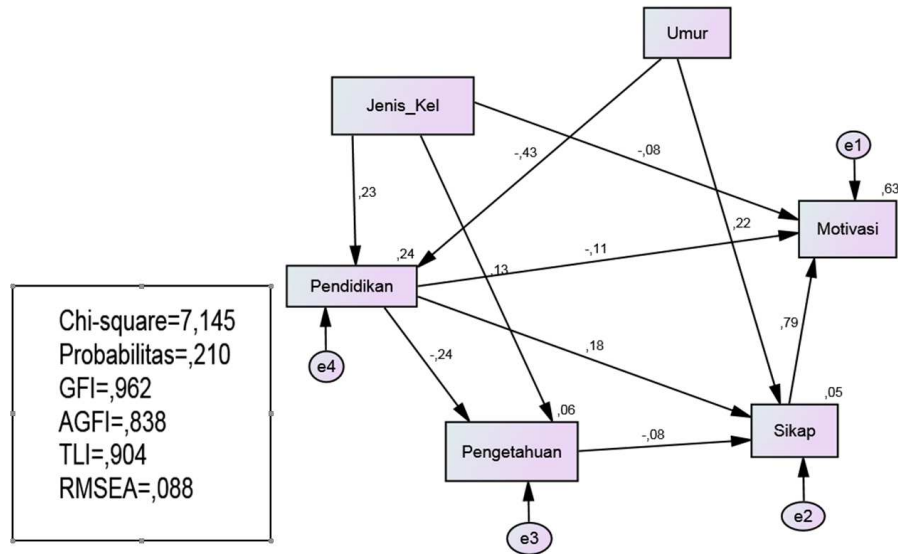 Umur
Jenis_Kel
-,43
-,08
e1
,63
Motivasi
,23
,22
,24
-,11
,13
Pendidikan
Chi-square=7,145
Probabilitas=,210
GFI=,962
AGFI=,838
TLI=,904
RMSEA=,088
,79
e4
-,24
,18
,06
,05
Pengetahuan
-,08
Sikap
e3
e2